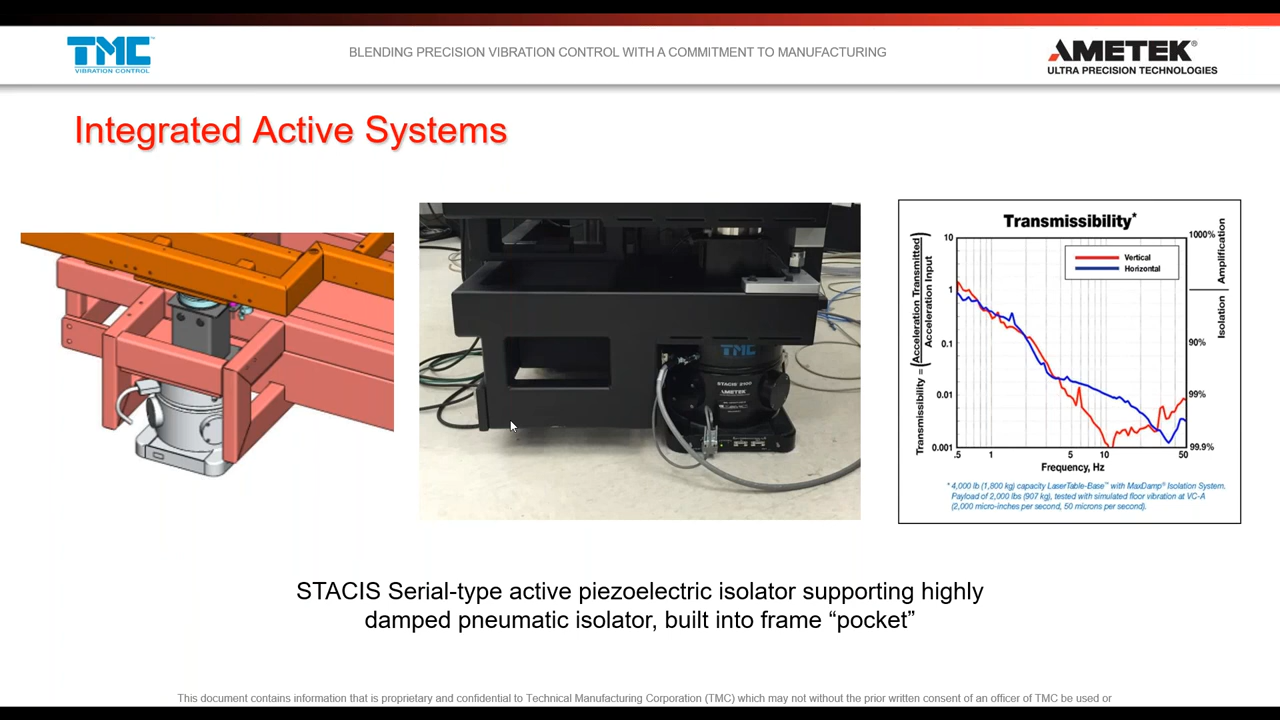 TMC
VIBRATION CONTROL
BLENDING PRECISION VIBRATION CONTROL WITH A COMMITMENT TO MANUFACTURING
AMETEK®
ULTRA PRECISION TECHNOLOGIES
Integrated Active Systems
TMC
STACIS 2100
AMETEK
Transmissibility*
Transmissibility = (Acceleration Transmitted / Acceleration Input)
10
1
0.1
0.01
0.001
Vertical
Horizontal
1000%
90%
99%
99.9%
Amplification
Isolation
.5 1 5 10 50
Frequency, Hz
* 4,000 lb (1,800 kg) capacity LaserTable-Base™ with MaxDamp® Isolation System.
Payload of 2,000 lbs (907 kg), tested with simulated floor vibration at VC-A
(2,000 micro-inches per second, 50 microns per second).
STACIS Serial-type active piezoelectric isolator supporting highly
damped pneumatic isolator, built into frame “pocket”
This document contains information that is proprietary and confidential to Technical Manufacturing Corporation (TMC) which may not without the prior written consent of an officer of TMC be used or